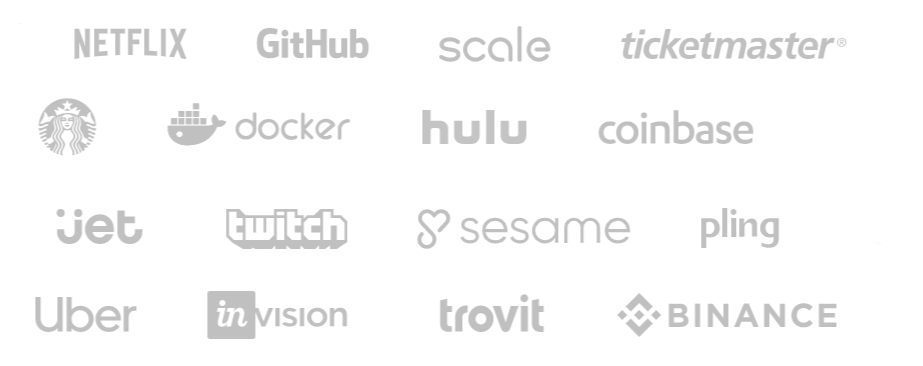 NETFLIX GitHub scale ticketmaster®
docker hulu coinbase
jet twitch sesame pling
Uber invision trovit BINANCE